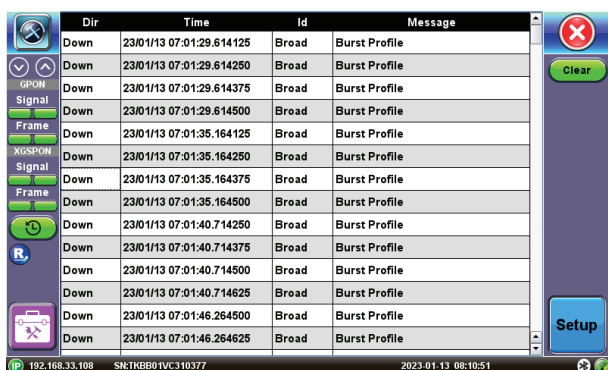 Dir Time Id Message
Down 23/01/13 07:01:29.614125 Broad Burst Profile
Down 23/01/13 07:01:29.614250 Broad Burst Profile
Down 23/01/13 07:01:29.614375 Broad Burst Profile
Down 23/01/13 07:01:29.614500 Broad Burst Profile
Down 23/01/13 07:01:35.164125 Broad Burst Profile
Down 23/01/13 07:01:35.164250 Broad Burst Profile
Down 23/01/13 07:01:35.164375 Broad Burst Profile
Down 23/01/13 07:01:35.164500 Broad Burst Profile
Down 23/01/13 07:01:40.714250 Broad Burst Profile
Down 23/01/13 07:01:40.714375 Broad Burst Profile
Down 23/01/13 07:01:40.714500 Broad Burst Profile
Down 23/01/13 07:01:40.714625 Broad Burst Profile
Down 23/01/13 07:01:46.264500 Broad Burst Profile
Down 23/01/13 07:01:46.264625 Broad Burst Profile
GPON
Signal
Frame
XGSPON
Signal
Frame
R
Clear
Setup
IP 192.168.33.108 SN:TKBB01VC310377 2023-01-13 08:10:51